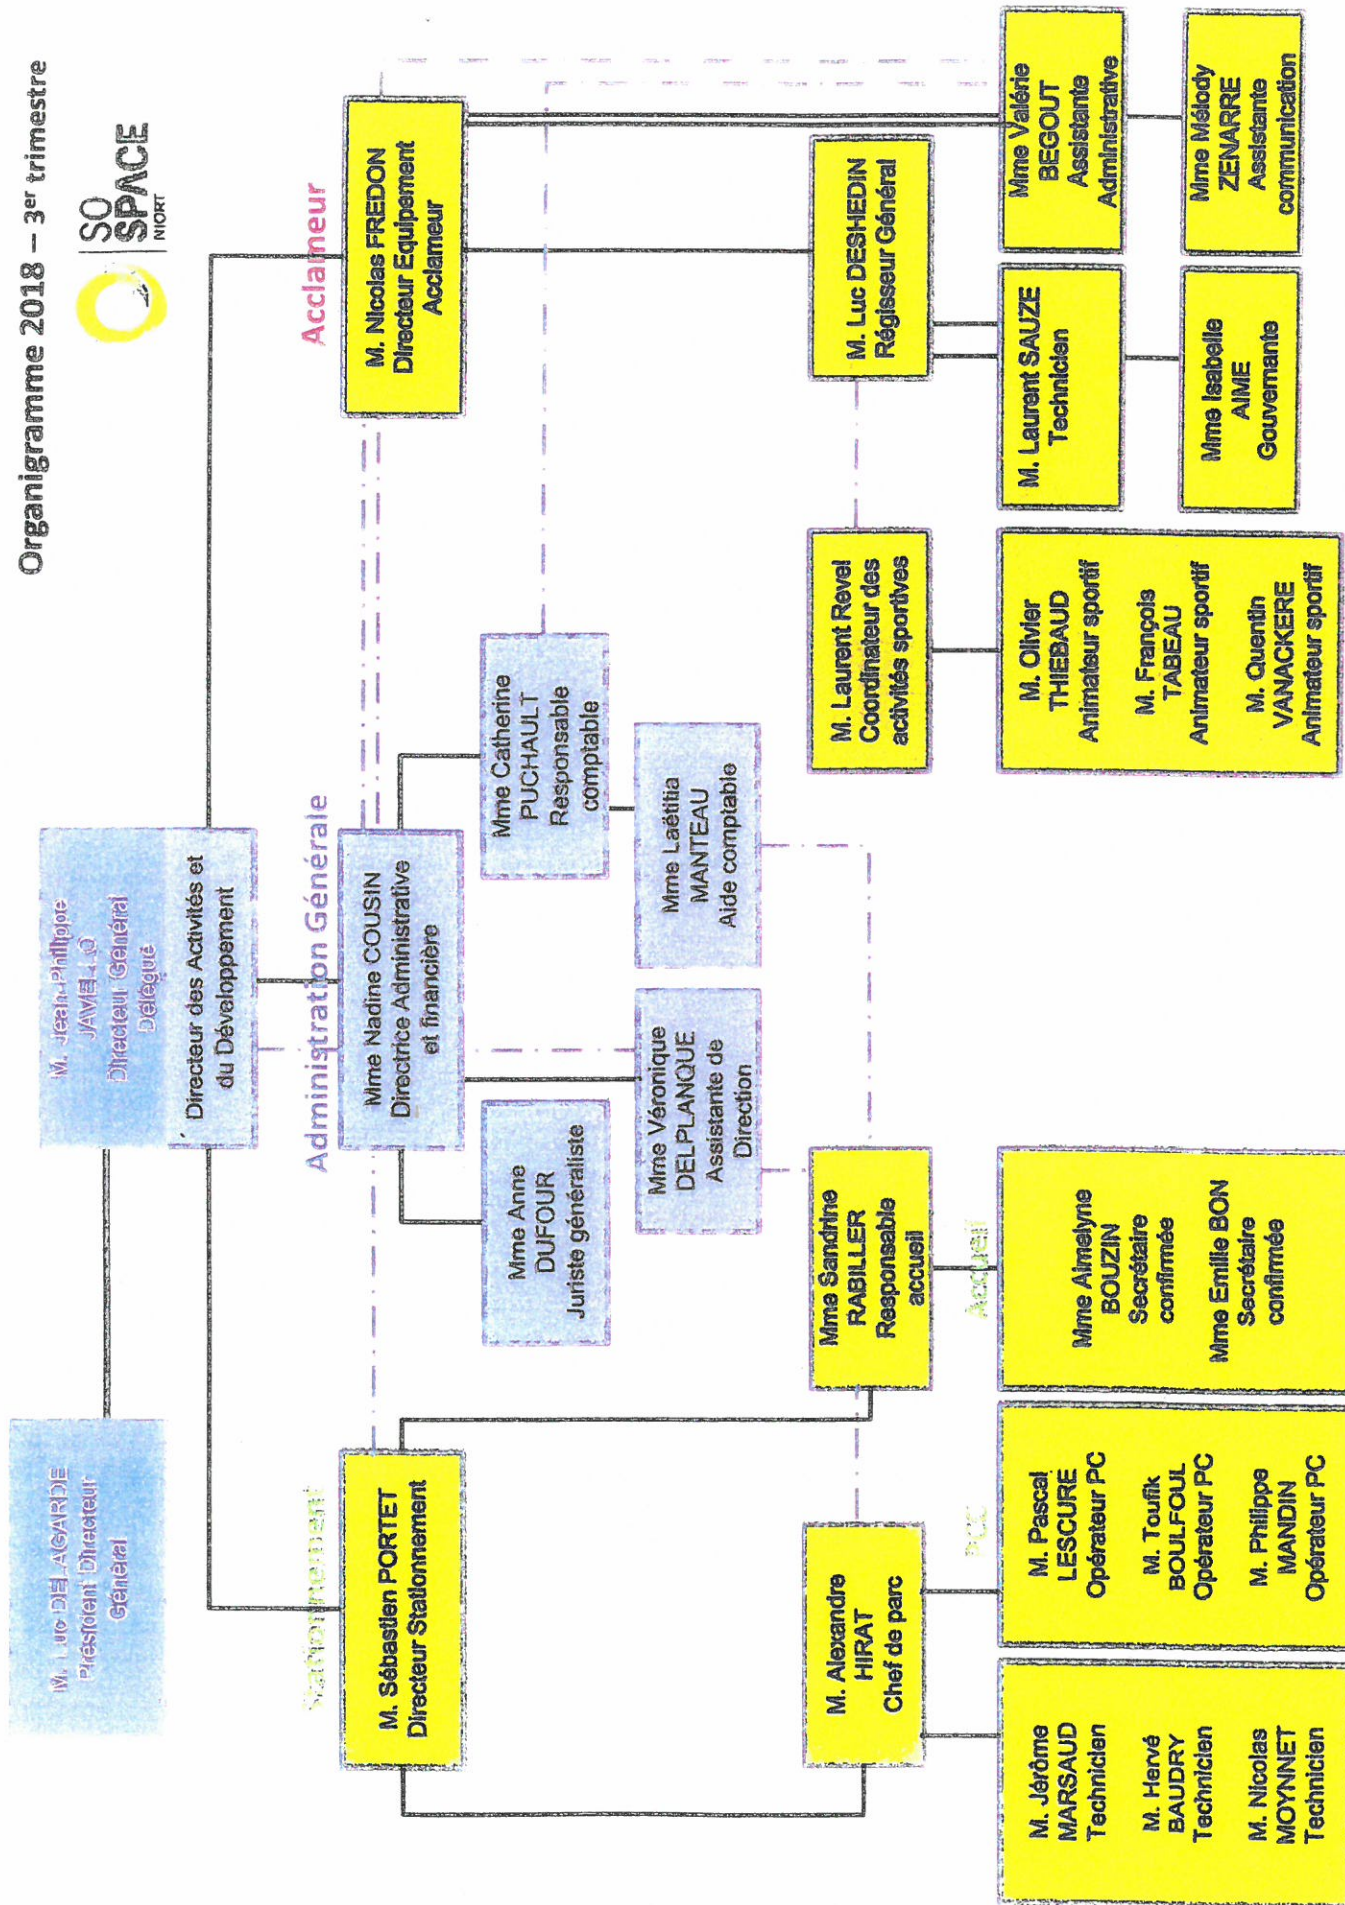 Organigramme 2018 – 3er trimestre
SO
SPACE
NIORT
Président Directeur
Général
M. Jean-Philippe
Directeur Général
Délégué
Directeur des Activités et
du Développement
Stationnement
Administration Générale
Acclameur
M. Sébastien PORTET
Directeur Stationnement
Mme Nadine COUSIN
Directrice Administrative
et financière
M. Nicolas FREDON
Directeur Equipement
Acclameur
Mme Anne
DUFOUR
Juriste généraliste
Mme Catherine
PUCHAULT
Responsable
comptable
Mme Véronique
DELPLANQUE
Assistante de
Direction
Mme Laëtitia
MANTEAU
Aide comptable
M. Alexandre
HIRAT
Chef de parc
Mme Sandrine
RABILLER
Responsable
accueil
M. Laurent Revel
Coordinateur des
activités sportives
M. Luc DESHEDIN
Régisseur Général
Accueil
M. Jérôme
MARSAUD
Technicien
M. Hervé
BAUDRY
Technicien
M. Nicolas
MOYNNET
Technicien
M. Pascal
LESCURE
Opérateur PC
M. Toufik
BOULFOUL
Opérateur PC
M. Philippe
MANDIN
Opérateur PC
Mme Aimelyne
BOUZIN
Secrétaire
confirmée
Mme Emilie BON
Secrétaire
confirmée
M. Olivier
THIEBAUD
Animateur sportif
M. François
TABEAU
Animateur sportif
M. Quentin
VANACKERE
Animateur sportif
M. Laurent SAUZE
Technicien
Mme Isabelle
AIME
Gouvernante
Mme Valérie
BEGOUT
Assistante
Administrative
Mme Mélody
ZENARRE
Assistante
communication